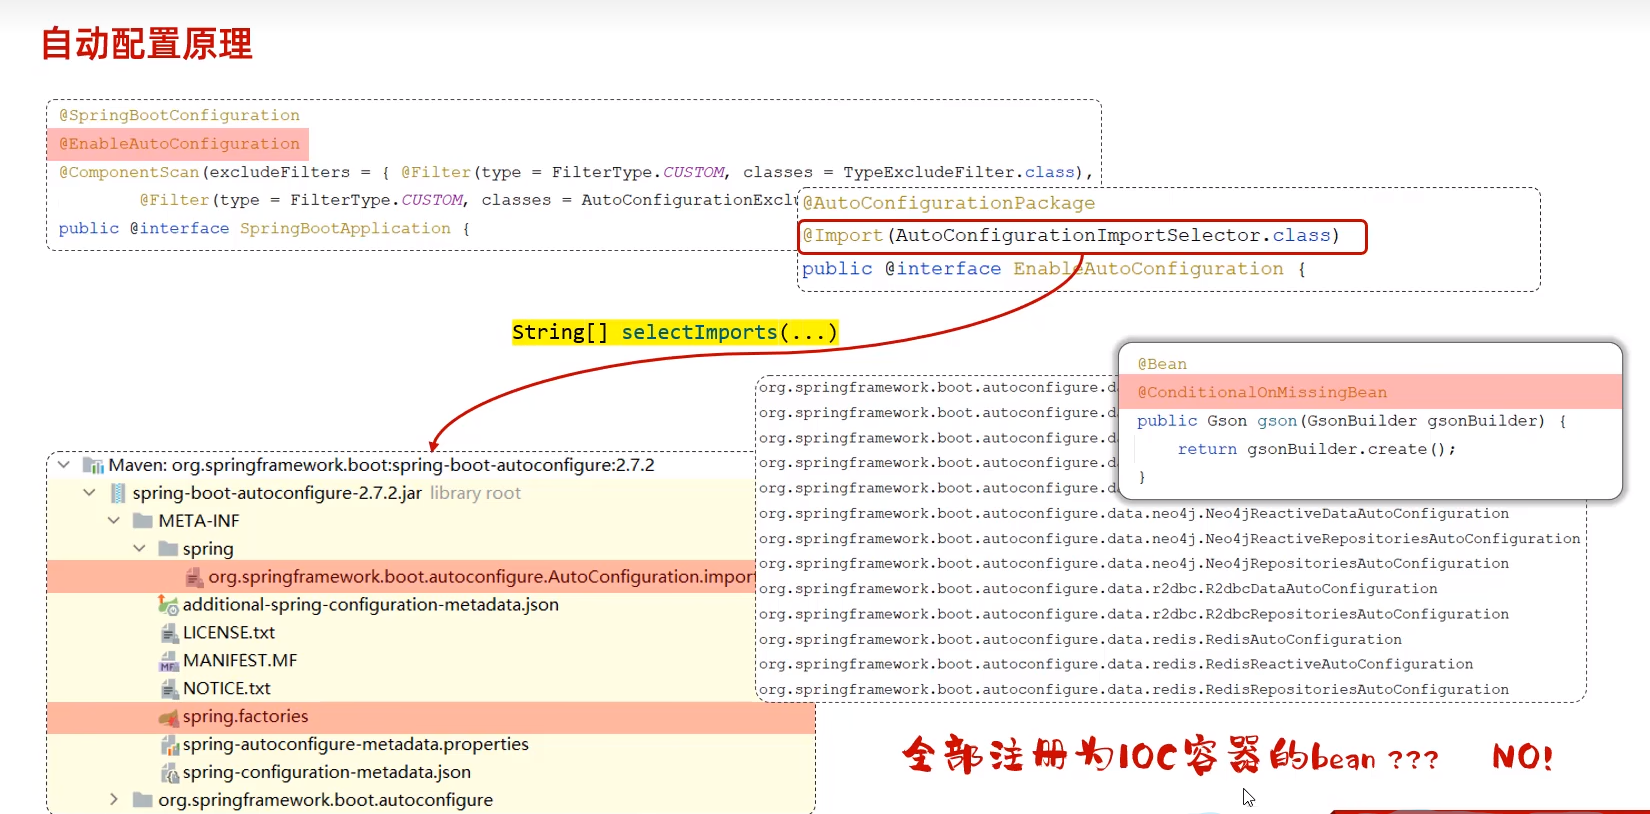 自动配置原理
@SpringBootConfiguration
@EnableAutoConfiguration
@ComponentScan(excludeFilters = { @Filter(type = FilterType.CUSTOM, classes = TypeExcludeFilter.class),
@Filter(type = FilterType.CUSTOM, classes = AutoConfigurationExclu
public @interface SpringBootApplication {
@AutoConfigurationPackage
@Import(AutoConfigurationImportSelector.class)
public @interface EnableAutoConfiguration {
String[] selectImports(...)
@Bean
@ConditionalOnMissingBean
public Gson gson(GsonBuilder gsonBuilder) {
return gsonBuilder.create();
}
Maven: org.springframework.boot:spring-boot-autoconfigure:2.7.2
spring-boot-autoconfigure-2.7.2.jar library root
META-INF
spring
org.springframework.boot.autoconfigure.AutoConfiguration.import
additional-spring-configuration-metadata.json
LICENSE.txt
MANIFEST.MF
NOTICE.txt
spring.factories
spring-autoconfigure-metadata.properties
spring-configuration-metadata.json
org.springframework.boot.autoconfigure
org.springframework.boot.autoconfigure.da
org.springframework.boot.autoconfigure.d
org.springframework.boot.autoconfigure.d
org.springframework.boot.autoconfigure.d
org.springframework.boot.autoconfigure.d
org.springframework.boot.autoconfigure.data.neo4j.Neo4jReactiveDataAutoConfiguration
org.springframework.boot.autoconfigure.data.neo4j.Neo4jReactiveRepositoriesAutoConfiguration
org.springframework.boot.autoconfigure.data.neo4j.Neo4jRepositoriesAutoConfiguration
org.springframework.boot.autoconfigure.data.r2dbc.R2dbcDataAutoConfiguration
org.springframework.boot.autoconfigure.data.r2dbc.R2dbcRepositoriesAutoConfiguration
org.springframework.boot.autoconfigure.data.redis.RedisAutoConfiguration
org.springframework.boot.autoconfigure.data.redis.RedisReactiveAutoConfiguration
org.springframework.boot.autoconfigure.data.redis.RedisRepositoriesAutoConfiguration
全部注册为IOC容器的bean ??? NO!